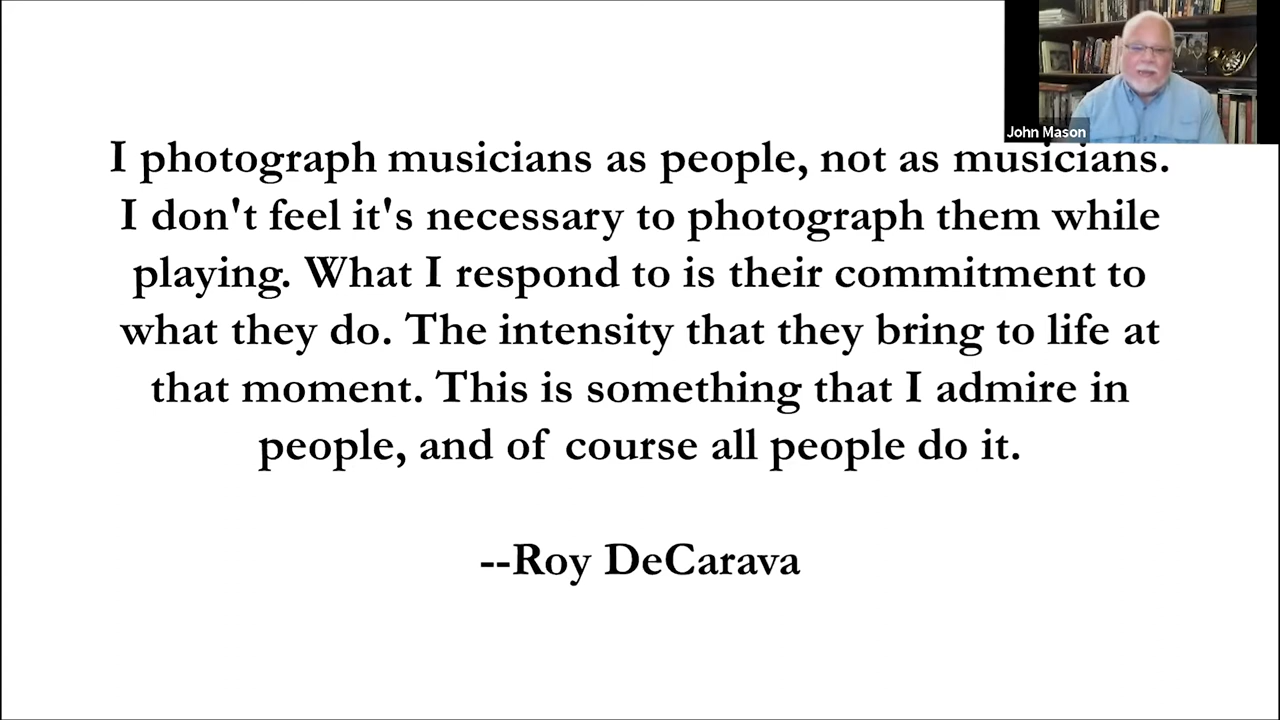 John Mason
I photograph musicians as people, not as musicians.
I don't feel it's necessary to photograph them while
playing. What I respond to is their commitment to
what they do. The intensity that they bring to life at
that moment. This is something that I admire in
people, and of course all people do it.
--Roy DeCarava